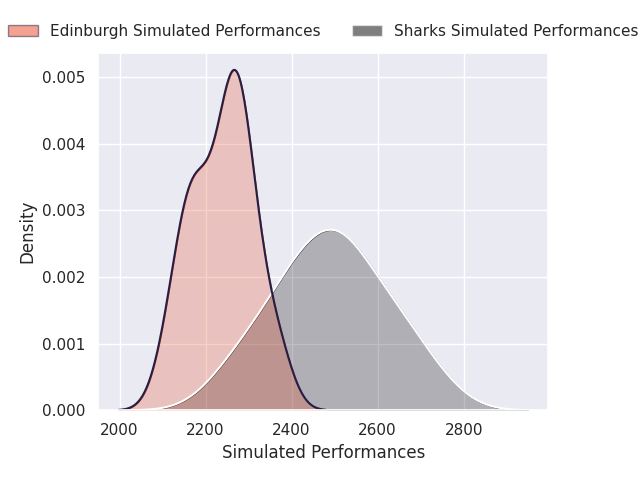 Edinburgh Simulated Performances
Sharks Simulated Performances
0.005
0.004
0.003
0.002
0.001
0.000
Density
2000 2200 2400 2600 2800
Simulated Performances